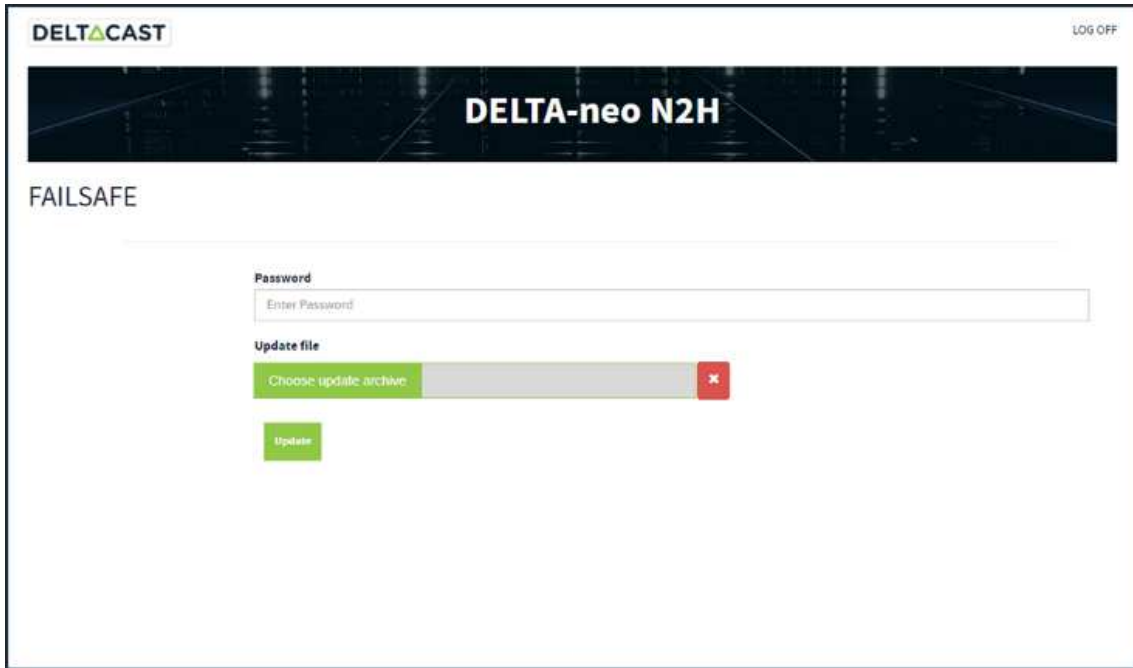 DELTACAST
LOG OFF
DELTA-neo N2H
FAILSAFE
Password
Enter Password
Update file
Choose update archive
Update